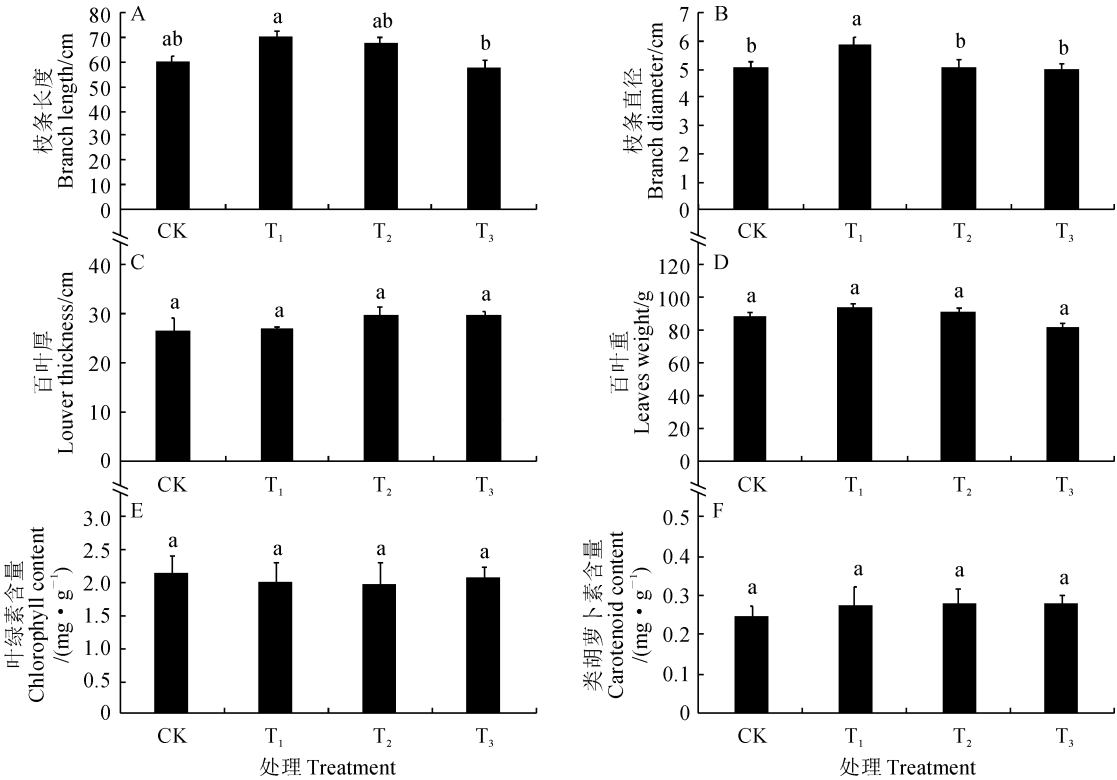 A
枝条长度
Branch length/cm
80
70
60
50
40
30
20
10
0
ab
a
ab
b
CK
T₁
T₂
T₃
B
枝条直径
Branch diameter/cm
7
6
5
4
3
2
1
0
b
a
b
b
CK
T₁
T₂
T₃
C
百叶厚
Louver thickness/cm
40
30
20
10
0
a
a
a
a
CK
T₁
T₂
T₃
D
百叶重
Leaves weight/g
120
100
80
60
40
20
0
a
a
a
a
CK
T₁
T₂
T₃
E
叶绿素含量
Chlorophyll content
/(mg·g⁻¹)
3.0
2.5
2.0
1.5
1.0
0.5
0
a
a
a
a
CK
T₁
T₂
T₃
处理 Treatment
F
类胡萝卜素含量
Carotenoid content
/(mg·g⁻¹)
0.5
0.4
0.3
0.2
0.1
0
a
a
a
a
CK
T₁
T₂
T₃
处理 Treatment